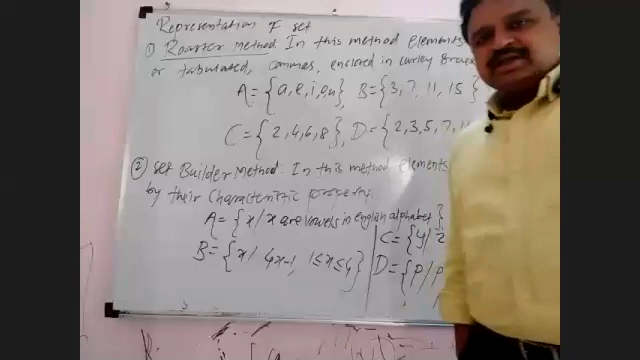 Representation of set
1) Roaster Method In this method elements
or tabulated, commas, enclosed in curley Brace
A = {a, e, i, o, u}, B = {3, 7, 11, 15}
C = {2, 4, 6, 8}, D = {2, 3, 5, 7, 11
2) Set Builder Method. In this method elements
by their characteristic property.
A = {x / x are vowels in english alphabet}
B = {x / 4x-1, 1≤x≤4}
C = {y / 2
D = {P / P